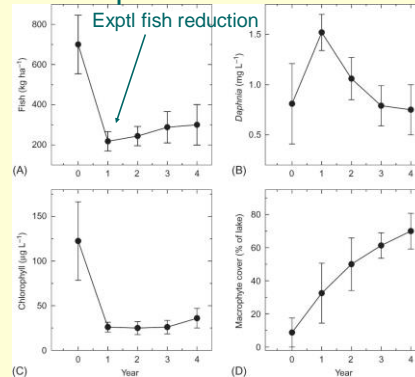 Exptl fish reduction
800
600
400
200
Fish (kg ha⁻¹)
0 1 2 3 4
(A)
1.5
1.0
0.5
Daphnia (mg L⁻¹)
0 1 2 3 4
(B)
150
100
50
0
Chlorophyll (µg L⁻¹)
0 1 2 3 4
(C)
Year
80
60
40
20
0
Macrophyte cover (% of lake)
0 1 2 3 4
(D)
Year